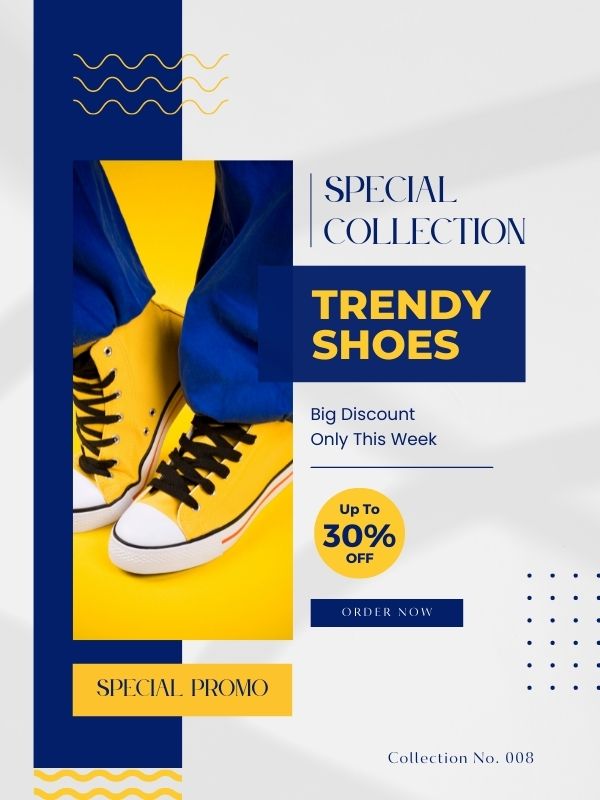 SPECIAL
COLLECTION
TRENDY
SHOES
Big Discount
Only This Week
Up To
30%
OFF
ORDER NOW
SPECIAL PROMO
Collection No. 008